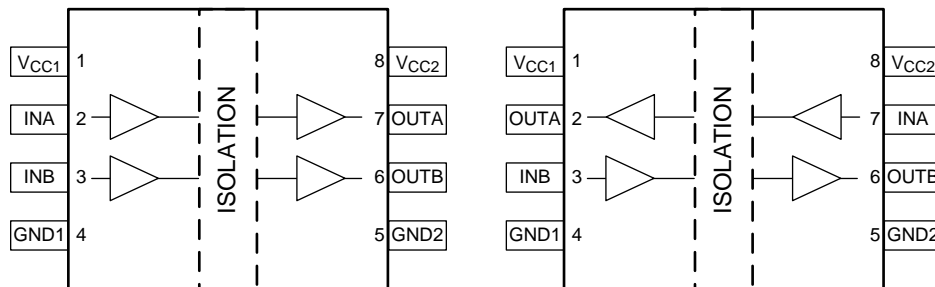 VCC1 1 8 VCC2
INA 2 7 OUTA
INB 3 6 OUTB
GND1 4 5 GND2
ISOLATION
VCC1 1 8 VCC2
OUTA 2 7 INA
INB 3 6 OUTB
GND1 4 5 GND2
ISOLATION